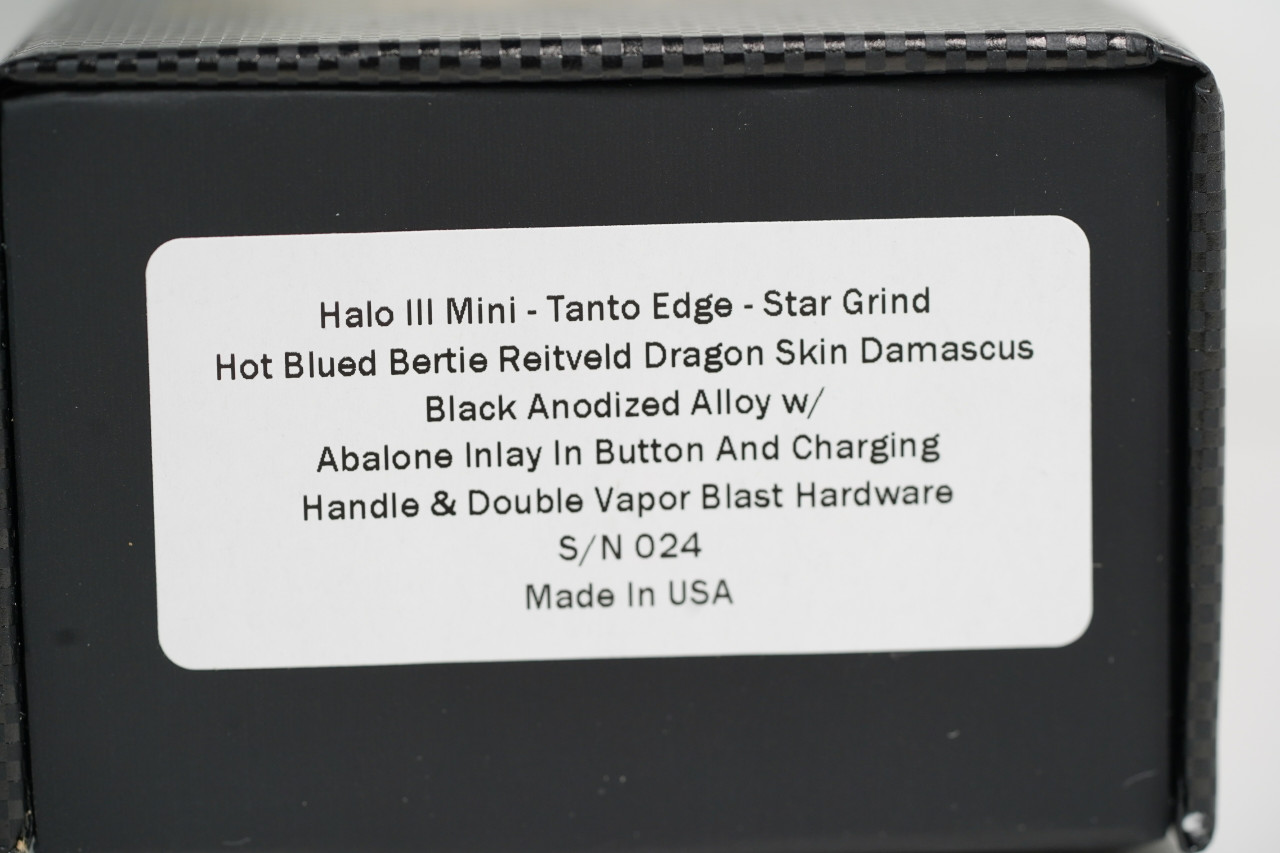 Halo III Mini - Tanto Edge - Star Grind
Hot Blued Bertie Reitveld Dragon Skin Damascus
Black Anodized Alloy w/
Abalone Inlay In Button And Charging
Handle & Double Vapor Blast Hardware
S/N 024
Made In USA